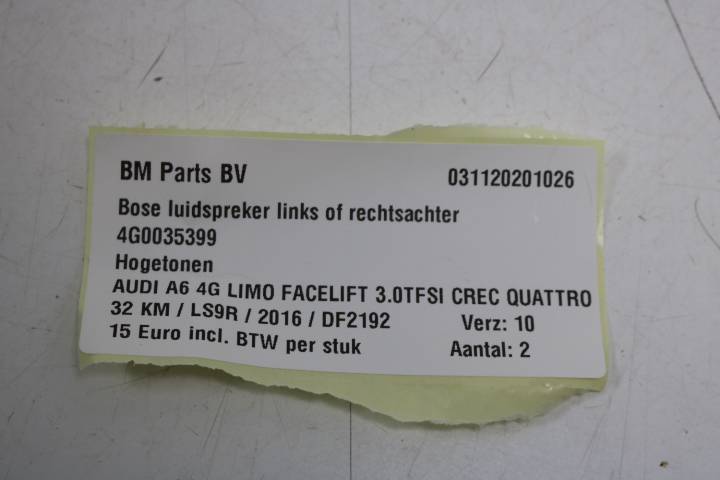 BM Parts BV 031120201026
Bose luidspreker links of rechtsachter
4G0035399
Hogetonen
AUDI A6 4G LIMO FACELIFT 3.0TFSI CREC QUATTRO
32 KM / LS9R / 2016 / DF2192 Verz: 10
15 Euro incl. BTW per stuk Aantal: 2